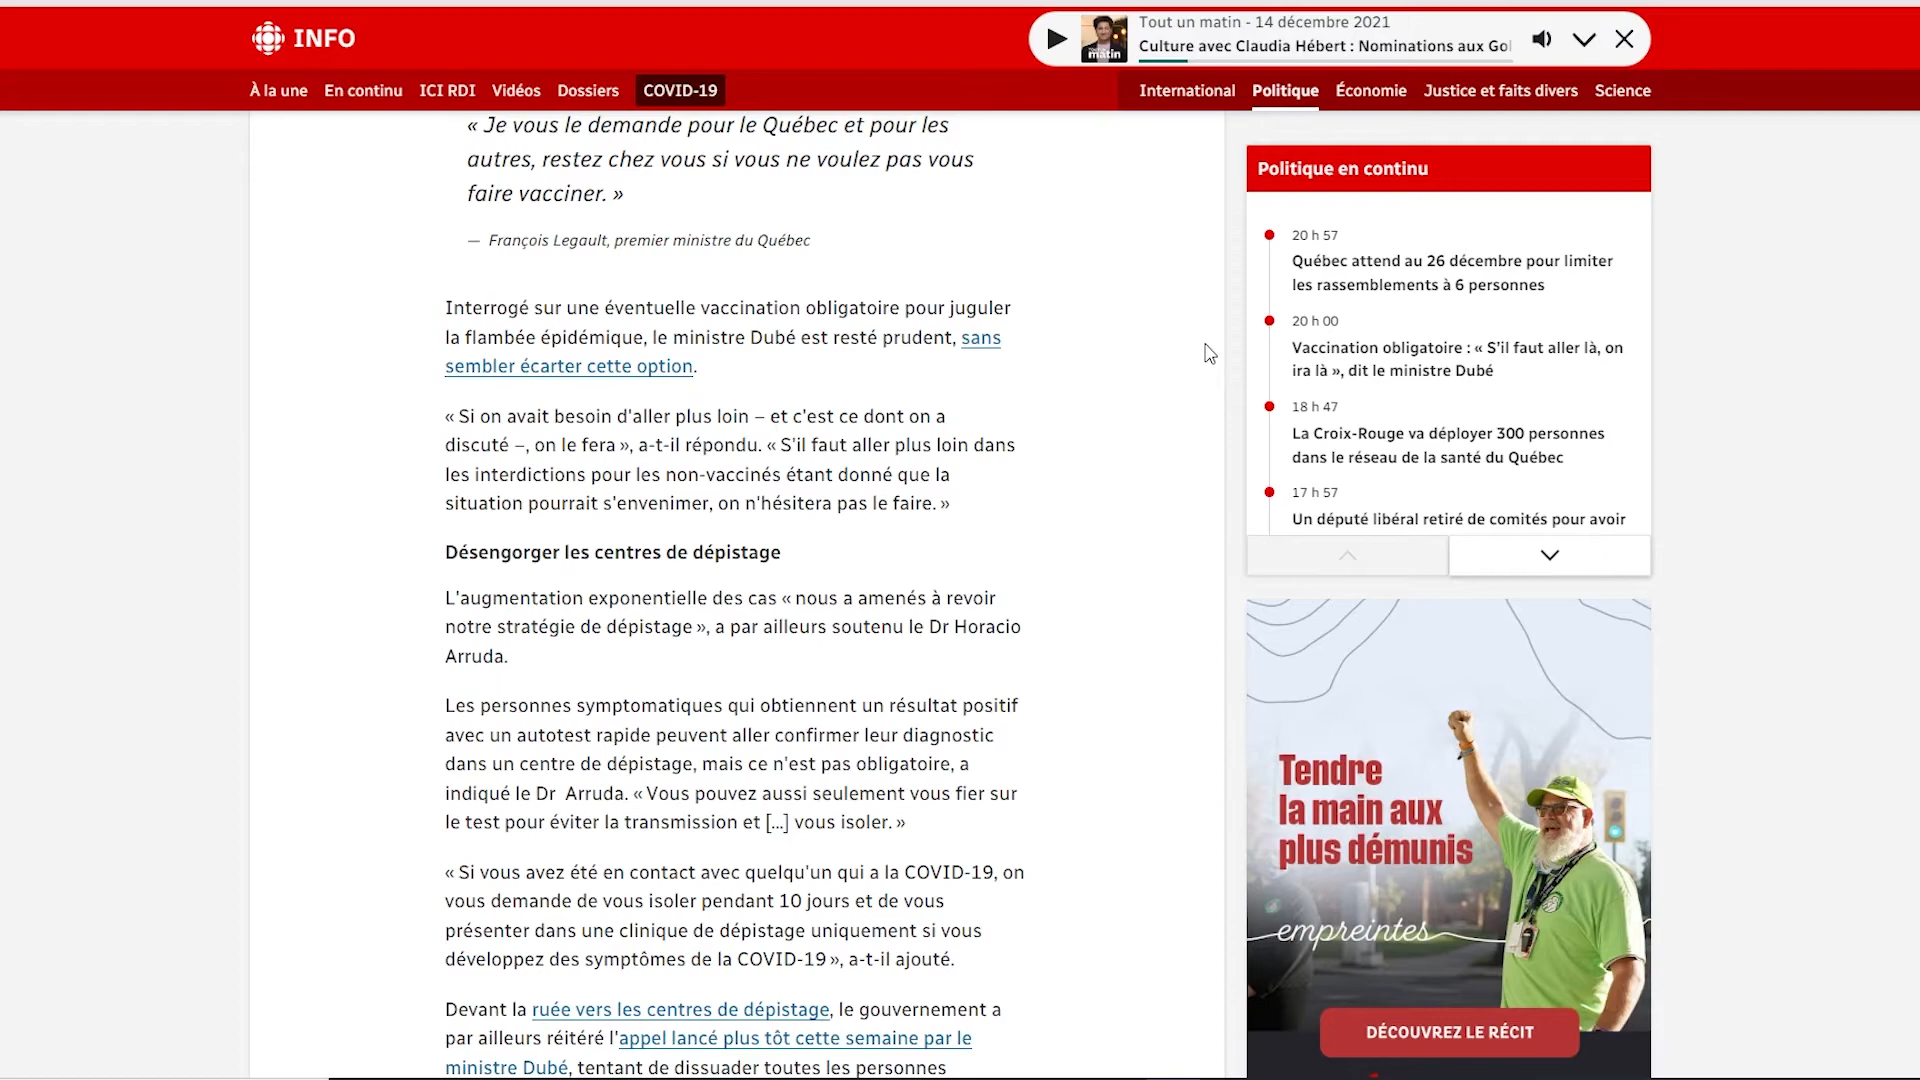 INFO
Tout un matin - 14 décembre 2021
Culture avec Claudia Hébert : Nominations aux Gol
matin
À la une
En continu
ICI RDI
Vidéos
Dossiers
COVID-19
International
Politique
Économie
Justice et faits divers
Science
« Je vous le demande pour le Québec et pour les
autres, restez chez vous si vous ne voulez pas vous
faire vacciner. »
— François Legault, premier ministre du Québec
Interrogé sur une éventuelle vaccination obligatoire pour juguler
la flambée épidémique, le ministre Dubé est resté prudent, sans
sembler écarter cette option.
« Si on avait besoin d'aller plus loin – et c'est ce dont on a
discuté –, on le fera », a-t-il répondu. « S'il faut aller plus loin dans
les interdictions pour les non-vaccinés étant donné que la
situation pourrait s'envenimer, on n'hésitera pas le faire. »
Désengorger les centres de dépistage
L'augmentation exponentielle des cas « nous a amenés à revoir
notre stratégie de dépistage », a par ailleurs soutenu le Dr Horacio
Arruda.
Les personnes symptomatiques qui obtiennent un résultat positif
avec un autotest rapide peuvent aller confirmer leur diagnostic
dans un centre de dépistage, mais ce n'est pas obligatoire, a
indiqué le Dr Arruda. « Vous pouvez aussi seulement vous fier sur
le test pour éviter la transmission et [...] vous isoler. »
« Si vous avez été en contact avec quelqu'un qui a la COVID-19, on
vous demande de vous isoler pendant 10 jours et de vous
présenter dans une clinique de dépistage uniquement si vous
développez des symptômes de la COVID-19 », a-t-il ajouté.
Devant la ruée vers les centres de dépistage, le gouvernement a
par ailleurs réitéré l'appel lancé plus tôt cette semaine par le
ministre Dubé, tentant de dissuader toutes les personnes
Politique en continu
20 h 57
Québec attend au 26 décembre pour limiter
les rassemblements à 6 personnes
20 h 00
Vaccination obligatoire : « S'il faut aller là, on
ira là », dit le ministre Dubé
18 h 47
La Croix-Rouge va déployer 300 personnes
dans le réseau de la santé du Québec
17 h 57
Un député libéral retiré de comités pour avoir
Tendre
la main aux
plus démunis
empreintes
DÉCOUVREZ LE RÉCIT